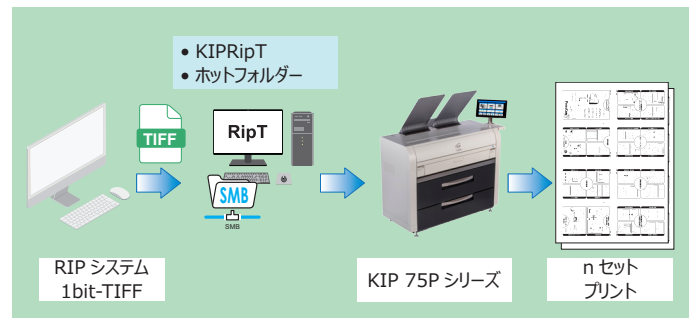 • KIPRipT
• ホットフォルダー
TIFF
RipT
SMB
SMB
RIP システム
1bit-TIFF
KIP 75P シリーズ
n セット
プリント